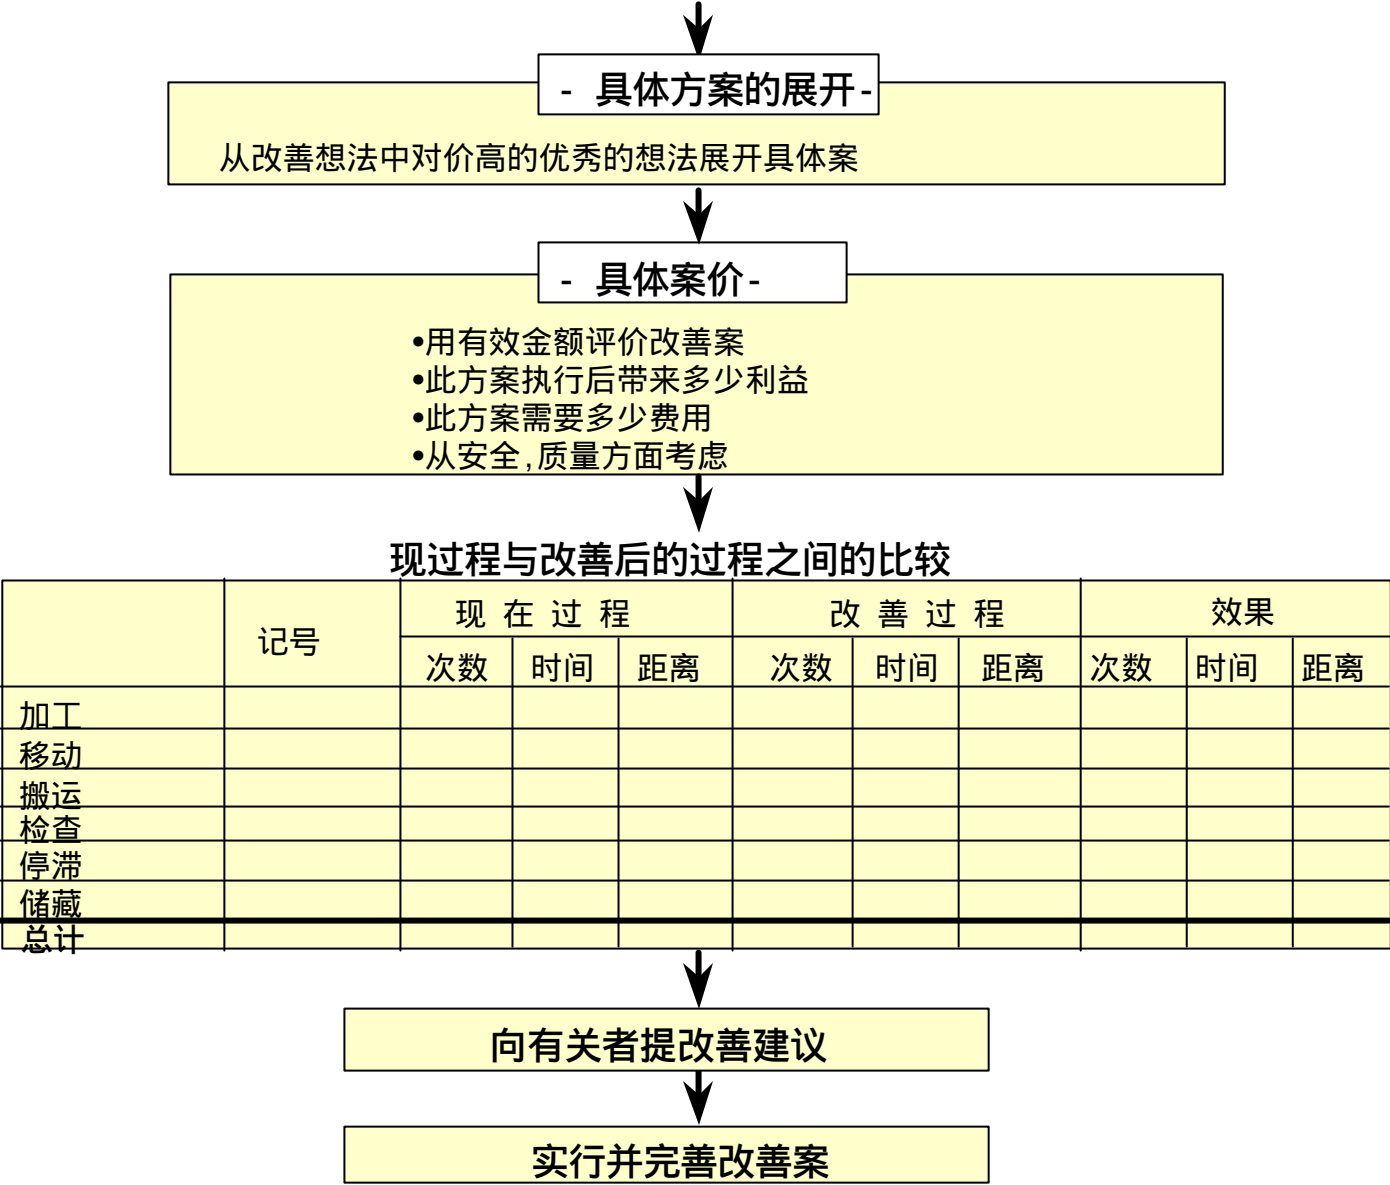 - 具体方案的展开-
从改善想法中对价高的优秀的想法展开具体案
- 具体案价-
•用有效金额评价改善案
•此方案执行后带来多少利益
•此方案需要多少费用
•从安全,质量方面考虑
现过程与改善后的过程之间的比较
记号 现 在 过 程 改 善 过 程 效果
次数 时间 距离 次数 时间 距离 次数 时间 距离
加工
移动
搬运
检查
停滞
储藏
总计
向有关者提改善建议
实行并完善改善案